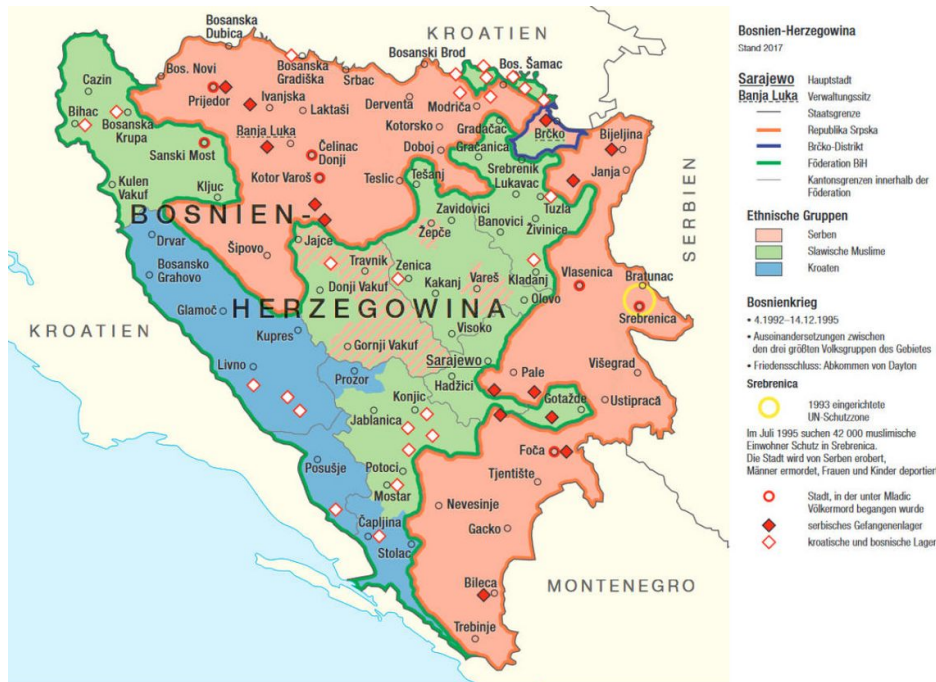 KROATIEN
Bosanska
Dubica
Bosanski Brod
Bosanska
Gradiška
Bos. Šamac
Bos. Novi
Srbac
Cazin
Prijedor
Ivanjska
Laktaši
Derventa
Modriča
Bihac
Bosanska
Krupa
Banja Luka
Kotorsko
Gradačac
Brčko
Bijeljina
Sanski Most
Čelinac
Donji
Doboj
Gračanica
Janja
Kotor Varoš
Teslic
Tešanj
Srebrenik
Lukavac
Kulen
Vakuf
Kljuc
Zavidovici
Banovici
Tuzla
Živinice
BOSNIEN-
Žepče
SERBIEN
Drvar
Šipovo
Jajce
Travnik
Zenica
Vareš
Kladanj
Vlasenica
Bratunac
Bosansko
Grahovo
Donji Vakuf
Kakanj
Olovo
HERZEGOWINA
Srebrenica
Glamoč
Kupres
Visoko
KROATIEN
Gornji Vakuf
Sarajewo
Livno
Prozor
Hadžići
Pale
Višegrad
Konjic
Goražde
Ustipracă
Jablanica
Foča
Posušje
Potoci
Tjentište
Mostar
Nevesinje
Čapljina
Gacko
Stolac
Bileca
MONTENEGRO
Trebinje
Bosnien-Herzegowina
Stand 2017
Sarajewo Hauptstadt
Banja Luka Verwaltungssitz
Staatsgrenze
Republika Srpska
Brčko-Distrikt
Föderation BiH
Kantonsgrenzen innerhalb der
Föderation
Ethnische Gruppen
Serben
Slawische Muslime
Kroaten
Bosnienkrieg
• 4.1992–14.12.1995
• Auseinandersetzungen zwischen
den drei größten Volksgruppen des Gebietes
• Friedensschluss: Abkommen von Dayton
Srebrenica
1993 eingerichtete
UN-Schutzzone
Im Juli 1995 suchen 42 000 muslimische
Einwohner Schutz in Srebrenica.
Die Stadt wird von Serben erobert,
Männer ermordet, Frauen und Kinder deportiert
Stadt, in der unter Mladic
Völkermord begangen wurde
serbisches Gefangenenlager
kroatische und bosnische Lager